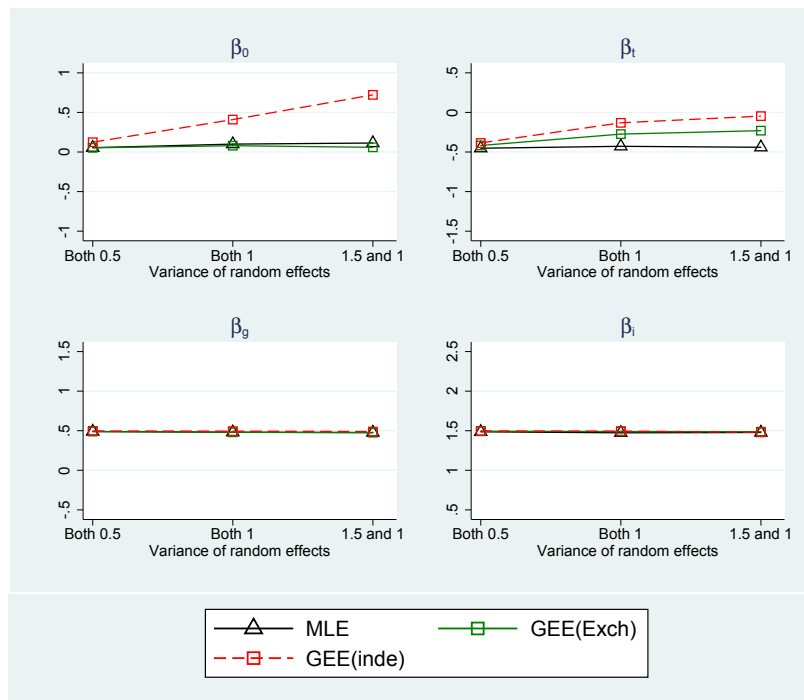 β₀
1
.5
0
-.5
-1
Both 0.5
Both 1
1.5 and 1
Variance of random effects
βₜ
.5
0
-.5
-1
-1.5
Both 0.5
Both 1
1.5 and 1
Variance of random effects
β_g
1.5
1
.5
0
-.5
Both 0.5
Both 1
1.5 and 1
Variance of random effects
βᵢ
2.5
2
1.5
1
.5
Both 0.5
Both 1
1.5 and 1
Variance of random effects
MLE
GEE(Exch)
GEE(inde)